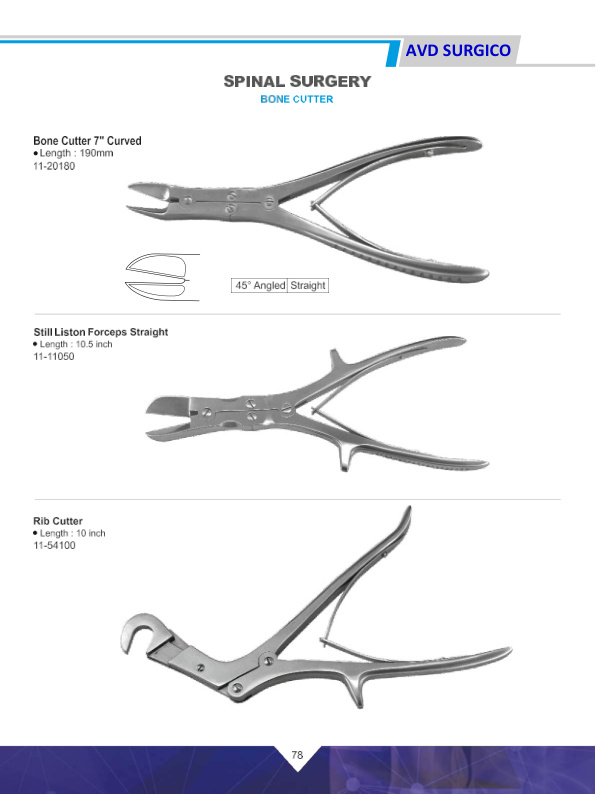 AVD SURGICO
SPINAL SURGERY
BONE CUTTER
Bone Cutter 7" Curved
● Length : 190mm
11-20180
45° Angled Straight
Still Liston Forceps Straight
● Length : 10.5 inch
11-11050
Rib Cutter
● Length : 10 inch
11-54100
78